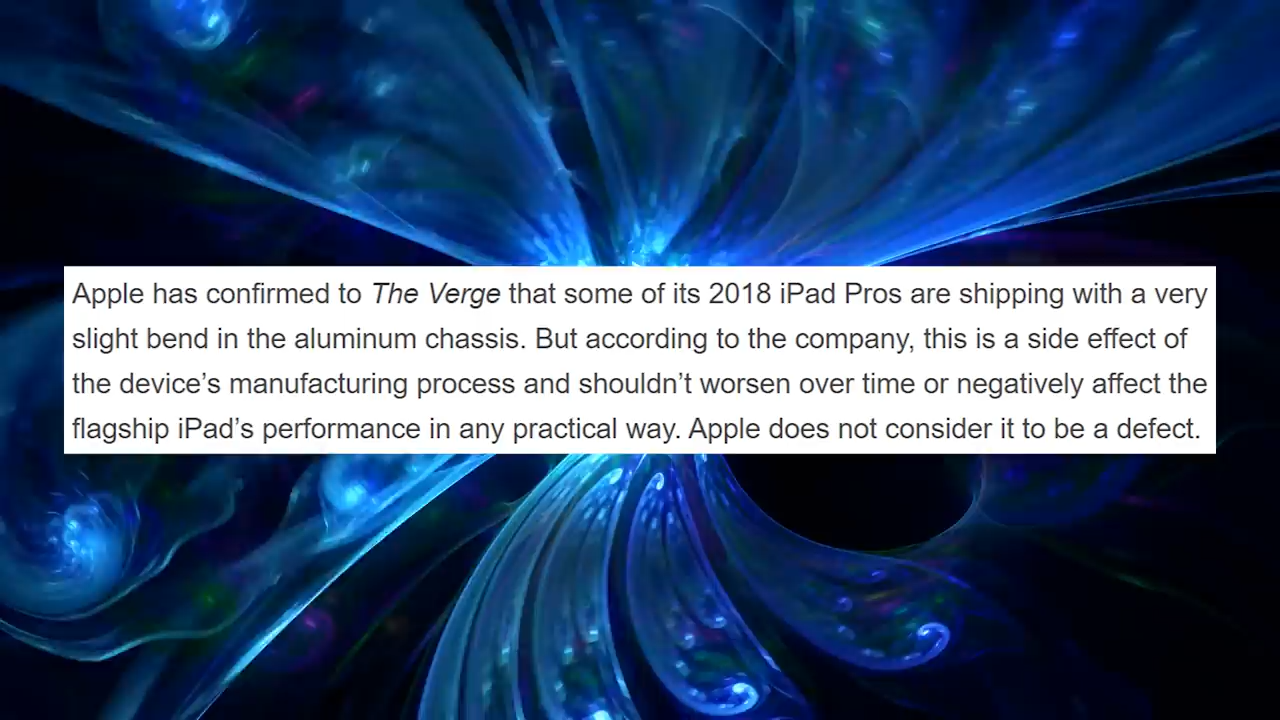 Apple has confirmed to The Verge that some of its 2018 iPad Pros are shipping with a very
slight bend in the aluminum chassis. But according to the company, this is a side effect of
the device’s manufacturing process and shouldn’t worsen over time or negatively affect the
flagship iPad’s performance in any practical way. Apple does not consider it to be a defect.